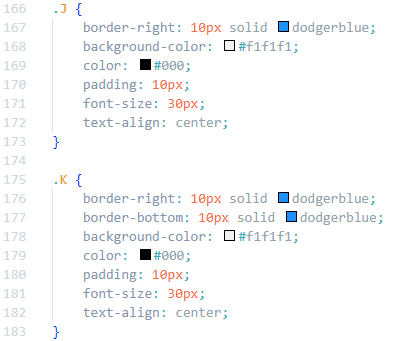 166 .J {
167 border-right: 10px solid dodgerblue;
168 background-color: #f1f1f1;
169 color: #000;
170 padding: 10px;
171 font-size: 30px;
172 text-align: center;
173 }
174
175 .K {
176 border-right: 10px solid dodgerblue;
177 border-bottom: 10px solid dodgerblue;
178 background-color: #f1f1f1;
179 color: #000;
180 padding: 10px;
181 font-size: 30px;
182 text-align: center;
183 }